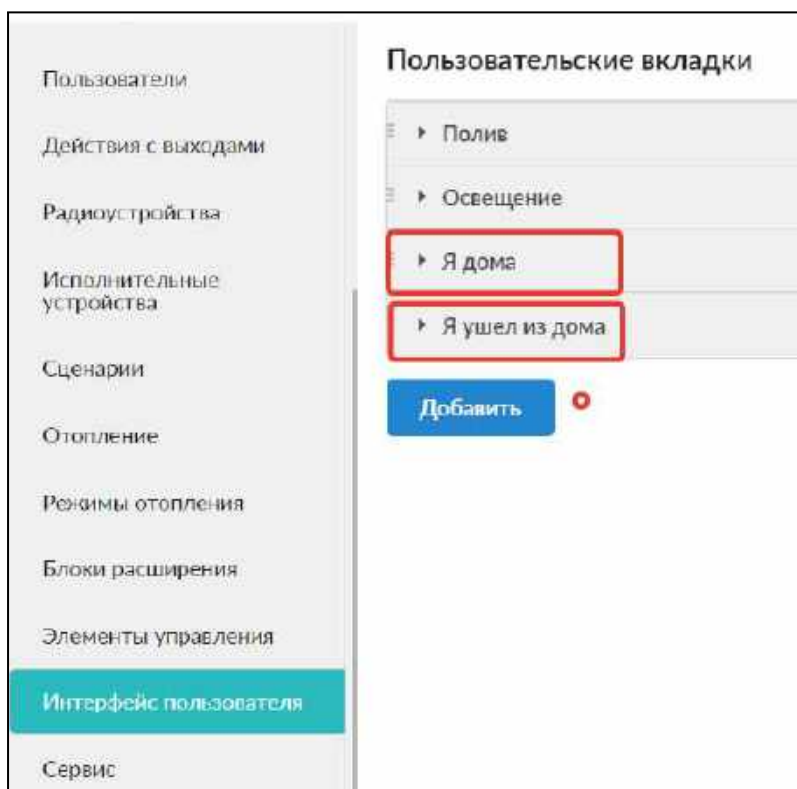 Пользователи
Действия с выходами
Радиоустройства
Исполнительные
устройства
Сценарии
Отопление
Режимы отопления
Блоки расширения
Элементы управления
Интерфейс пользователя
Сервис
Пользовательские вкладки
Полив
Освещение
Я дома
Я ушел из дома
Добавить